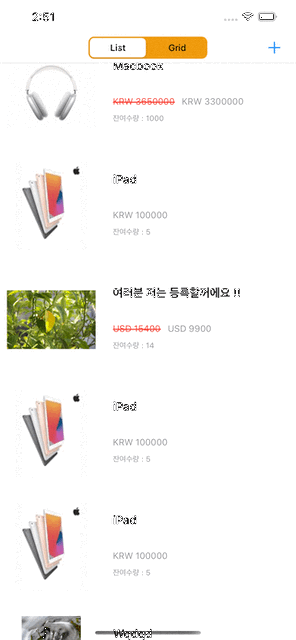 2:51
List Grid
Macbook
KRW 3650000 KRW 3300000
잔여수량 : 1000
iPad
KRW 100000
잔여수량 : 5
여러분 저는 등록할꺼에요 !!
USD 15400 USD 9900
잔여수량 : 14
iPad
KRW 100000
잔여수량 : 5
iPad
KRW 100000
잔여수량 : 5